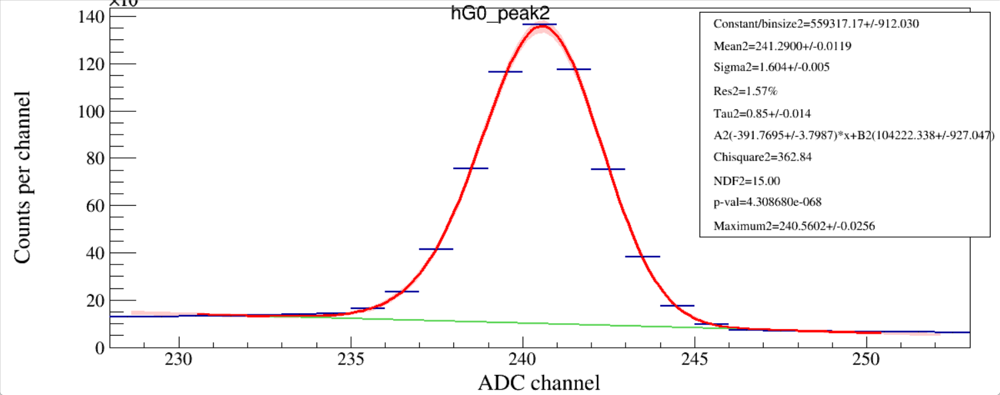 ×10
hG0_peak2
140
120
100
80
60
40
20
0
Counts per channel
230
235
240
245
250
ADC channel
Constant/binsize2=559317.17+/-912.030
Mean2=241.2900+/-0.0119
Sigma2=1.604+/-0.005
Res2=1.57%
Tau2=0.85+/-0.014
A2(-391.7695+/-3.7987)*x+B2(104222.338+/-927.047)
Chisquare2=362.84
NDF2=15.00
p-val=4.308680e-068
Maximum2=240.5602+/-0.0256